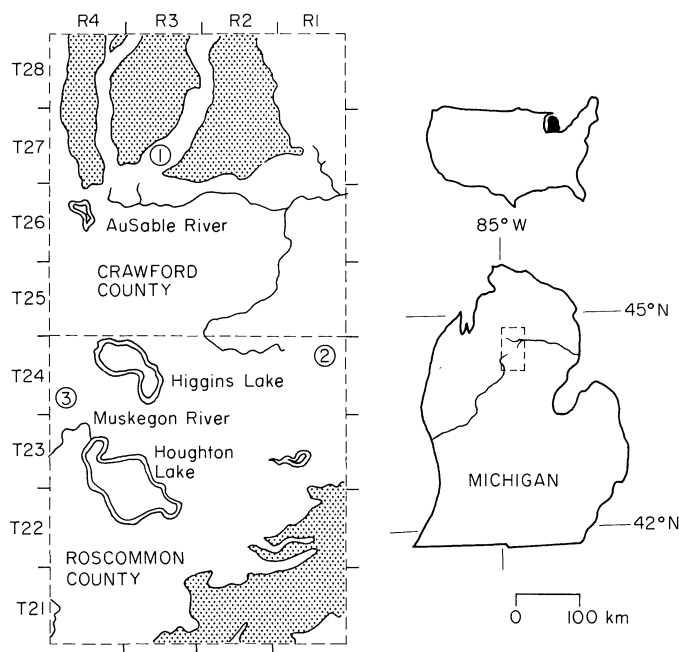 R4 R3 R2 R1
T28
T27
①
T26
AuSable River
CRAWFORD
COUNTY
T25
②
T24
Higgins Lake
③
Muskegon River
T23
Houghton
Lake
T22
ROSCOMMON
COUNTY
T21
85° W
45°N
MICHIGAN
42°N
0 100 km